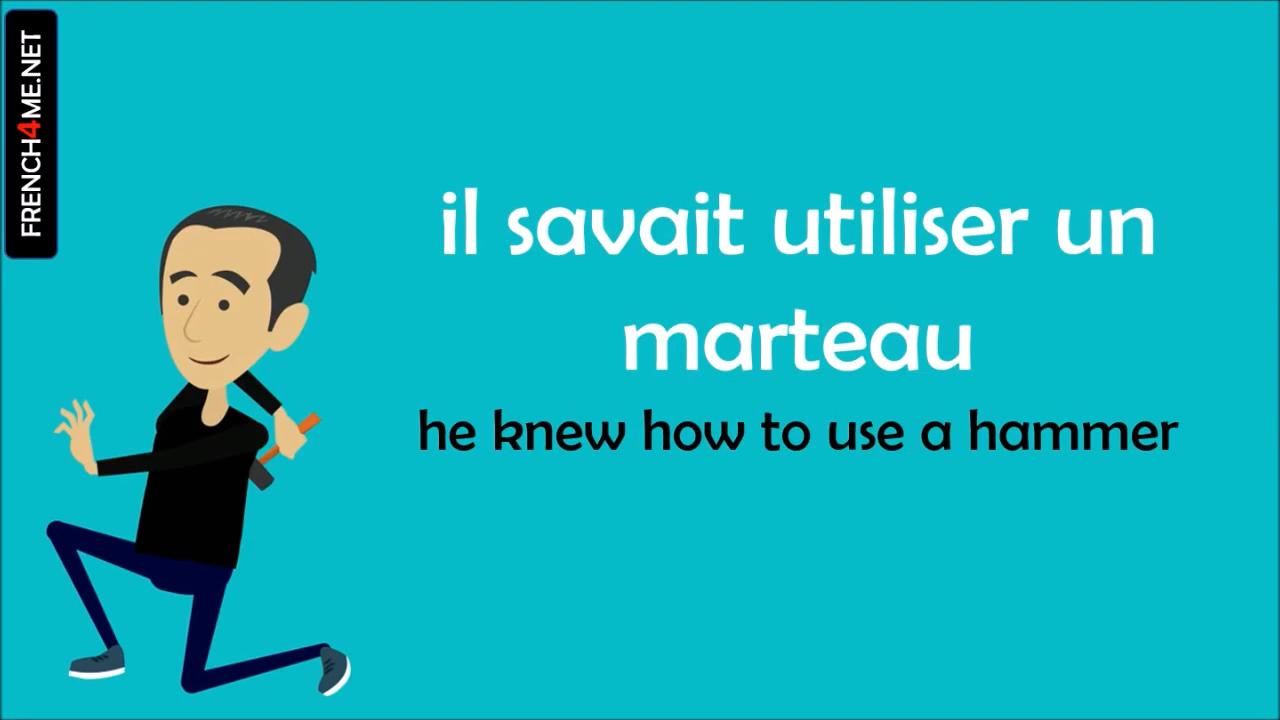 FRENCH4ME.NET
il savait utiliser un
marteau
he knew how to use a hammer